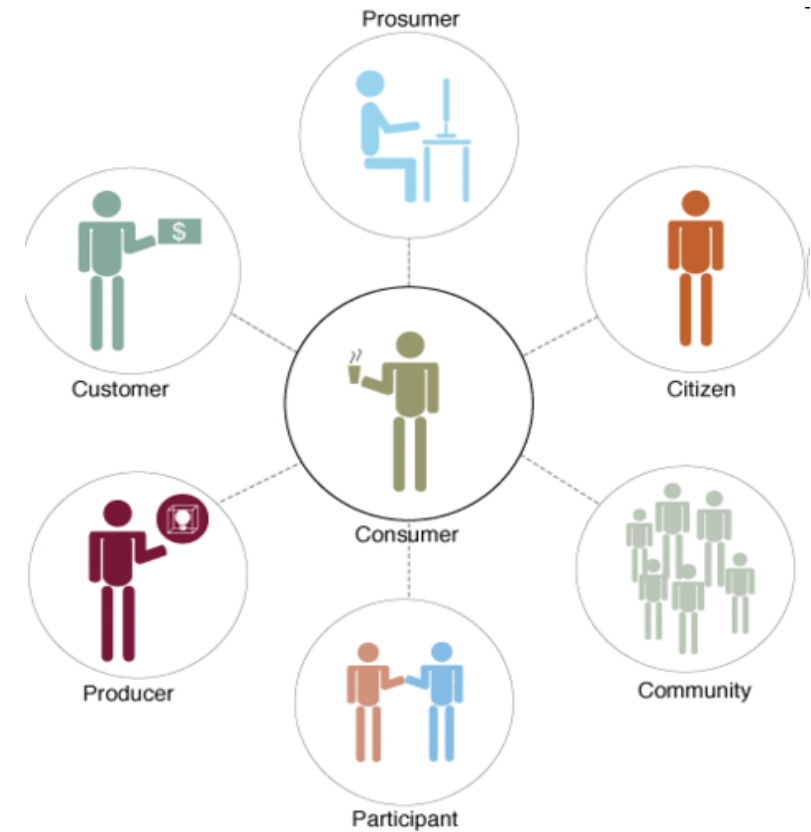 Prosumer
$
Customer
Citizen
Consumer
Producer
Community
Participant